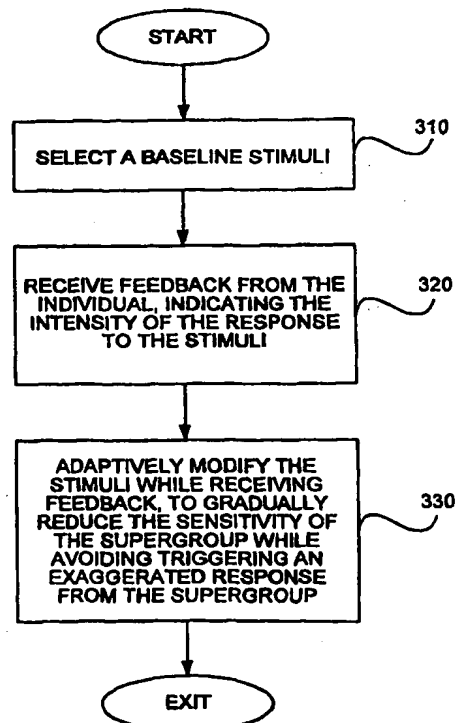 START
SELECT A BASELINE STIMULI
310
RECEIVE FEEDBACK FROM THE
INDIVIDUAL, INDICATING THE
INTENSITY OF THE RESPONSE
TO THE STIMULI
320
ADAPTIVELY MODIFY THE
STIMULI WHILE RECEIVING
FEEDBACK, TO GRADUALLY
REDUCE THE SENSITIVITY OF
THE SUPERGROUP WHILE
AVOIDING TRIGGERING AN
EXAGGERATED RESPONSE
FROM THE SUPERGROUP
330
EXIT